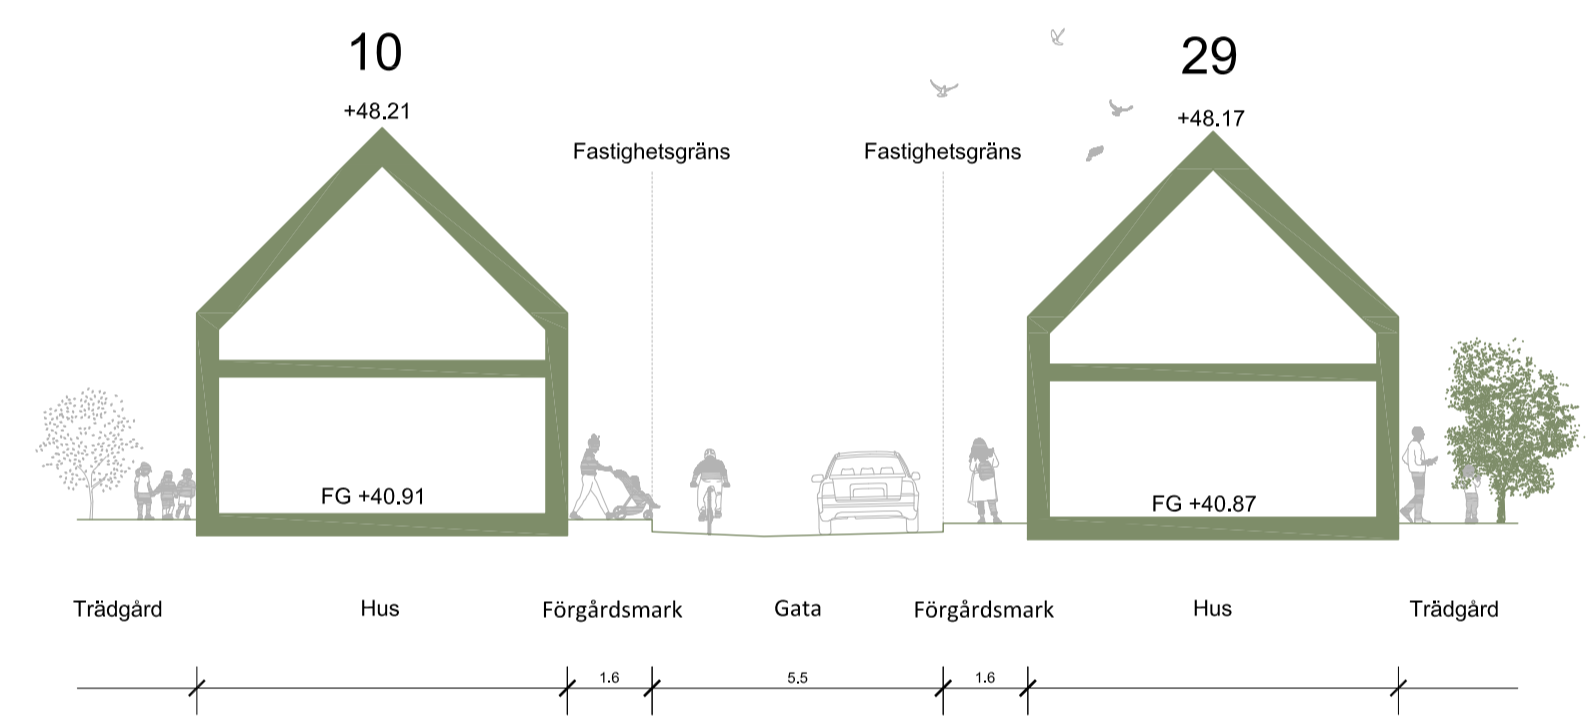 10
29
+48.21
+48.17
Fastighetsgräns
Fastighetsgräns
FG +40.91
FG +40.87
Trädgård
Hus
Förgårdsmark
Gata
Förgårdsmark
Hus
Trädgård
1.6
5.5
1.6